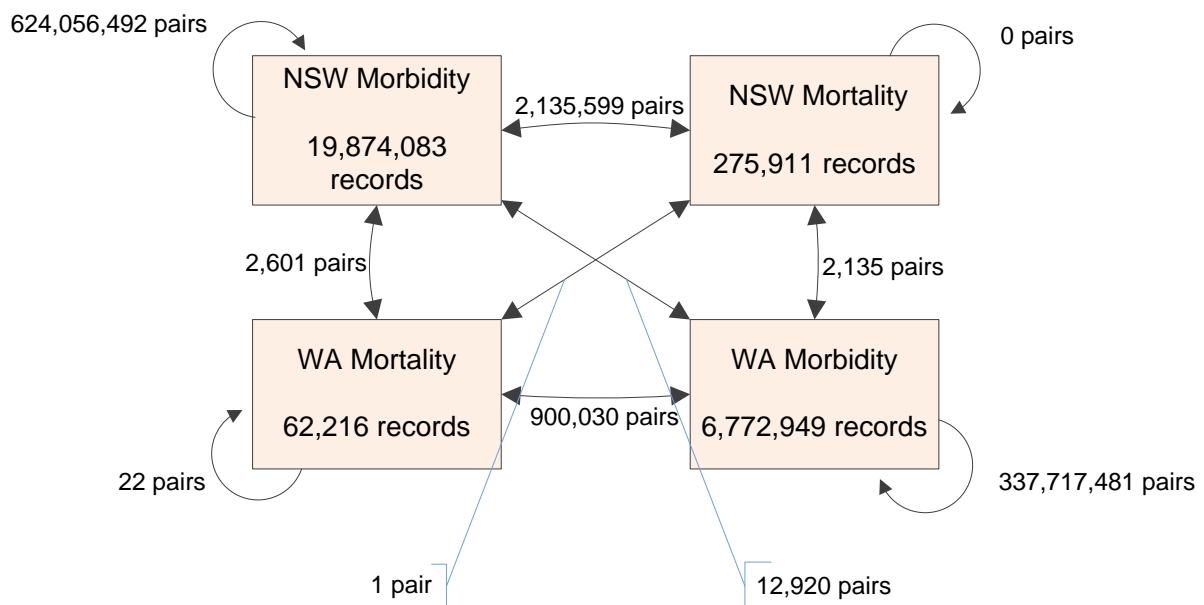 624,056,492 pairs
0 pairs
NSW Morbidity
19,874,083
records
2,135,599 pairs
NSW Mortality
275,911 records
2,601 pairs
2,135 pairs
WA Mortality
62,216 records
900,030 pairs
WA Morbidity
6,772,949 records
22 pairs
337,717,481 pairs
1 pair
12,920 pairs